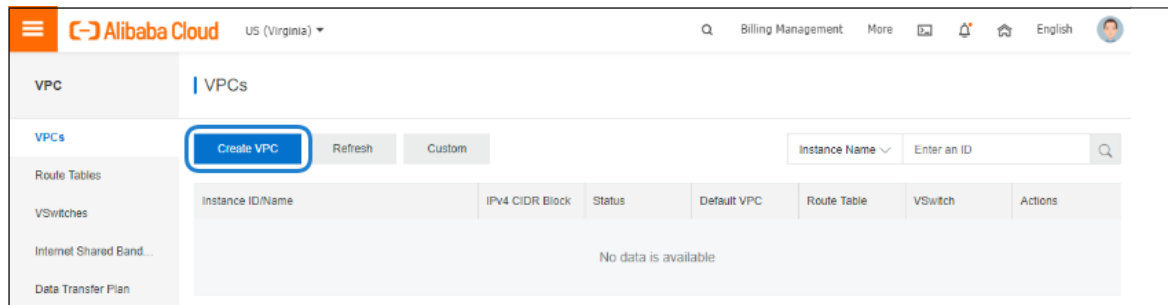 Alibaba Cloud US (Virginia) Billing Management More English
VPC VPCs
VPCs Create VPC Refresh Custom Instance Name Enter an ID
Route Tables
Instance ID/Name IPv4 CIDR Block Status Default VPC Route Table VSwitch Actions
VSwitches
Internet Shared Band...
No data is available
Data Transfer Plan